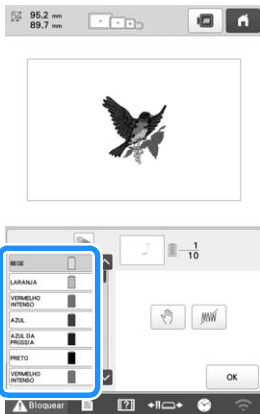 95.2 mm
89.7 mm
BEGE
1
10
LARANJA
VERMELHO
INTENSO
AZUL
AZUL DA
PRÚSSIA
PRETO
VERMELHO
INTENSO
OK
Bloquear